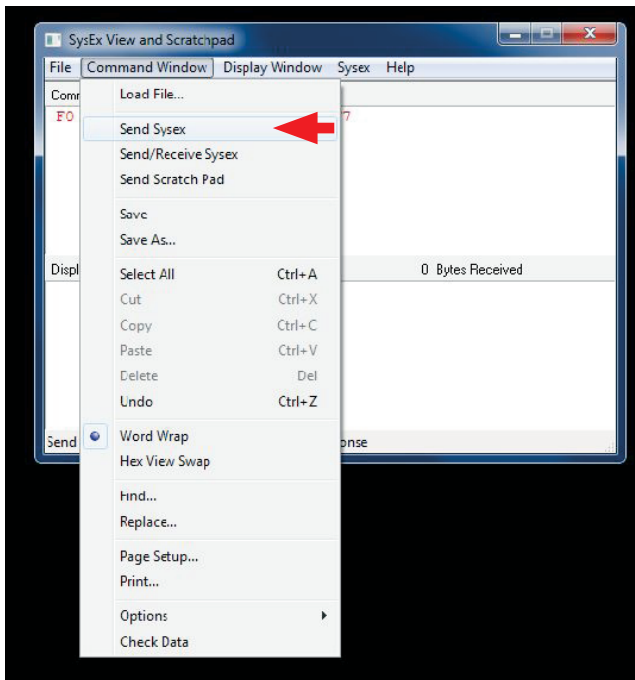 SysEx View and Scratchpad
File Command Window Display Window Sysex Help
Load File...
F0 7
Send Sysex
Send/Receive Sysex
Send Scratch Pad
Save
Save As...
0 Bytes Received
Select All Ctrl+A
Cut Ctrl+X
Copy Ctrl+C
Paste Ctrl+V
Delete Del
Undo Ctrl+Z
Word Wrap
Send
Hex View Swap
Find...
Replace...
Page Setup...
Print...
Options
Check Data